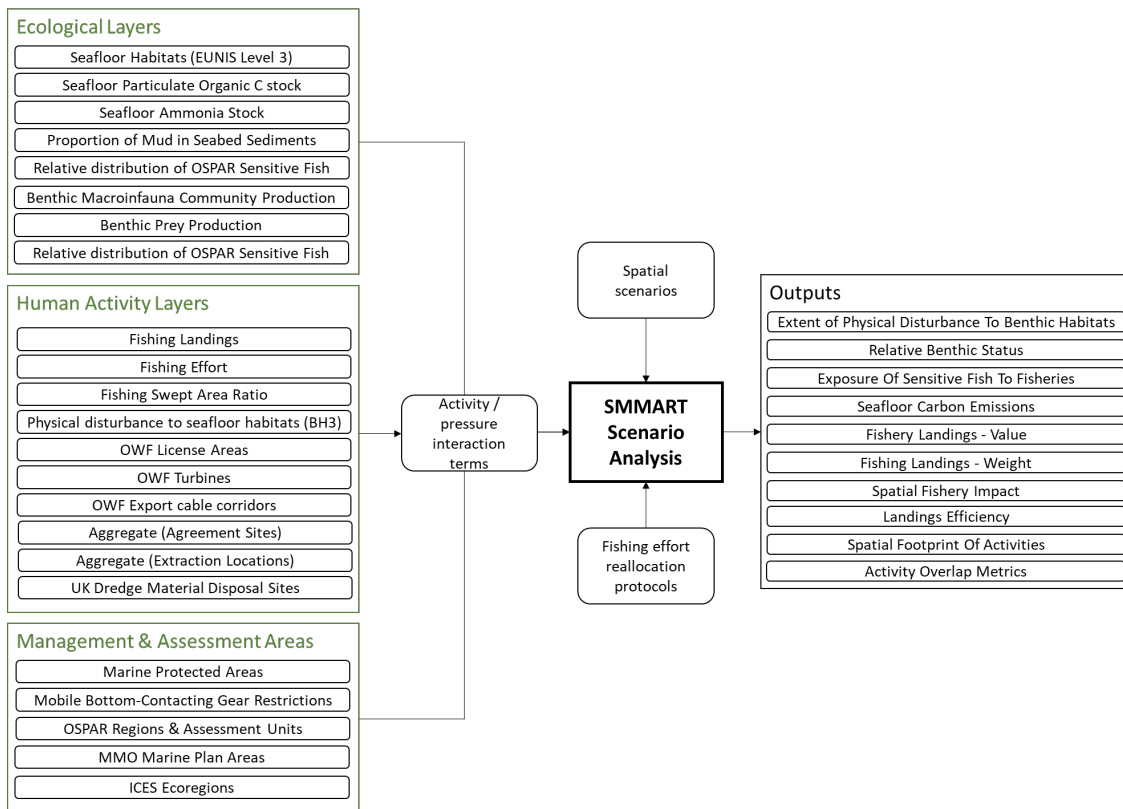 Ecological Layers
Seafloor Habitats (EUNIS Level 3)
Seafloor Particulate Organic C stock
Seafloor Ammonia Stock
Proportion of Mud in Seabed Sediments
Relative distribution of OSPAR Sensitive Fish
Benthic Macroinfauna Community Production
Benthic Prey Production
Relative distribution of OSPAR Sensitive Fish
Human Activity Layers
Fishing Landings
Fishing Effort
Fishing Swept Area Ratio
Physical disturbance to seafloor habitats (BH3)
OWF License Areas
OWF Turbines
OWF Export cable corridors
Aggregate (Agreement Sites)
Aggregate (Extraction Locations)
UK Dredge Material Disposal Sites
Management & Assessment Areas
Marine Protected Areas
Mobile Bottom-Contacting Gear Restrictions
OSPAR Regions & Assessment Units
MMO Marine Plan Areas
ICES Ecoregions
Activity /
pressure
interaction
terms
Spatial
scenarios
SMMART
Scenario
Analysis
Fishing effort
reallocation
protocols
Outputs
Extent of Physical Disturbance To Benthic Habitats
Relative Benthic Status
Exposure Of Sensitive Fish To Fisheries
Seafloor Carbon Emissions
Fishery Landings - Value
Fishing Landings - Weight
Spatial Fishery Impact
Landings Efficiency
Spatial Footprint Of Activities
Activity Overlap Metrics